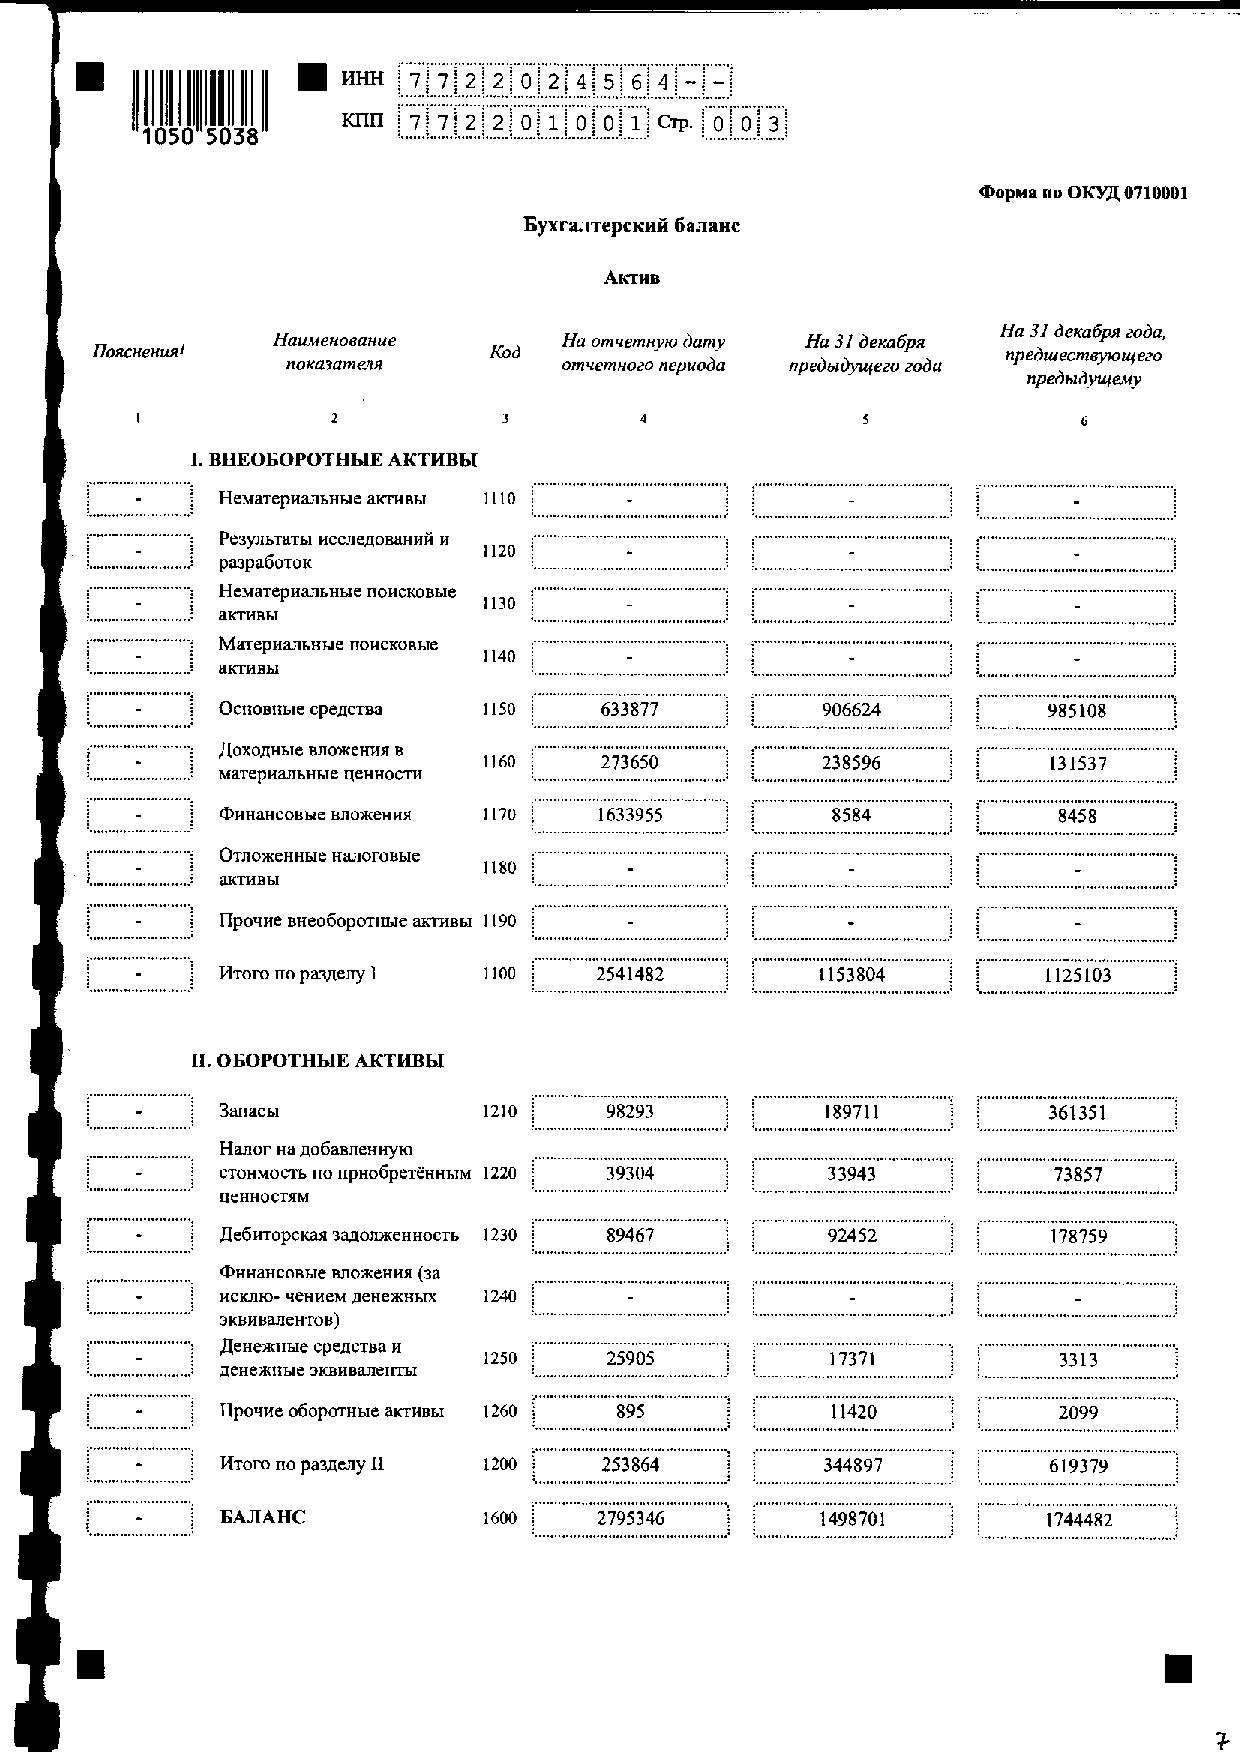 ИНН 7722024564--
1050 5038
КПП 772201001 Стр. 003
Форма по ОКУД 0710001
Бухгалтерский баланс
Актив
Пояснения¹ Наименование показателя Код На отчетную дату отчетного периода На 31 декабря предыдущего года На 31 декабря года, предшествующего предыдущему
1 2 3 4 5 6
I. ВНЕОБОРОТНЫЕ АКТИВЫ
- Нематериальные активы 1110 - - -
- Результаты исследований и разработок 1120 - - -
- Нематериальные поисковые активы 1130 - - -
- Материальные поисковые активы 1140 - - -
- Основные средства 1150 633877 906624 985108
- Доходные вложения в материальные ценности 1160 273650 238596 131537
- Финансовые вложения 1170 1633955 8584 8458
- Отложенные налоговые активы 1180 - - -
- Прочие внеоборотные активы 1190 - - -
- Итого по разделу I 1100 2541482 1153804 1125103
II. ОБОРОТНЫЕ АКТИВЫ
- Запасы 1210 98293 189711 361351
- Налог на добавленную стоимость по приобретённым ценностям 1220 39304 33943 73857
- Дебиторская задолженность 1230 89467 92452 178759
- Финансовые вложения (за исклю- чением денежных эквивалентов) 1240 - - -
- Денежные средства и денежные эквиваленты 1250 25905 17371 3313
- Прочие оборотные активы 1260 895 11420 2099
- Итого по разделу II 1200 253864 344897 619379
- БАЛАНС 1600 2795346 1498701 1744482
7